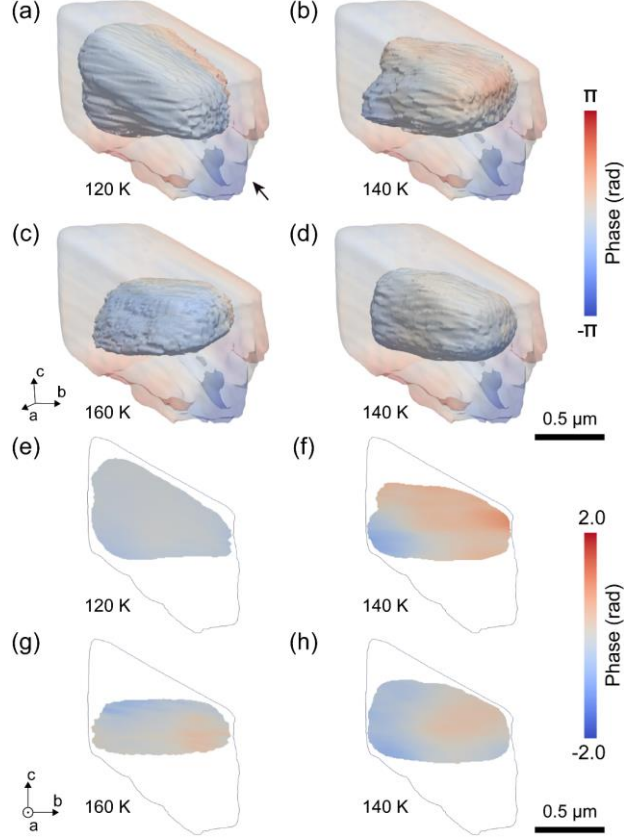 (a)
(b)
120 K
140 K
π
Phase (rad)
-π
(c)
(d)
c
b
a
160 K
140 K
0.5 μm
(e)
(f)
120 K
140 K
2.0
Phase (rad)
-2.0
(g)
(h)
c
b
a
160 K
140 K
0.5 μm